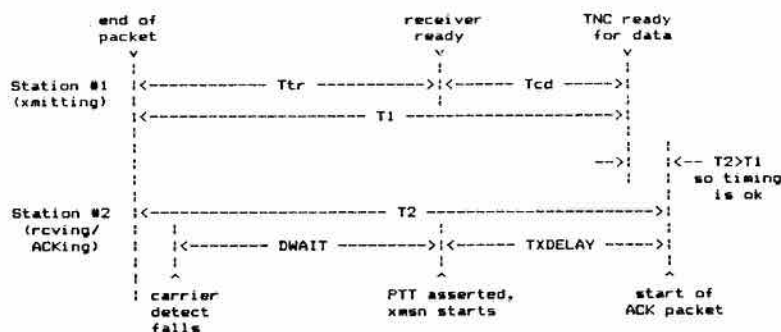 end of receiver TNC ready
packet ready for data
Station #1 Ttr Tcd
(xmitting)
T1
T2>T1
so timing
is ok
Station #2 T2
(rcving/
ACKing) DWAIT TXDELAY
carrier PTT asserted, start of
detect xmsn starts ACK packet
falls